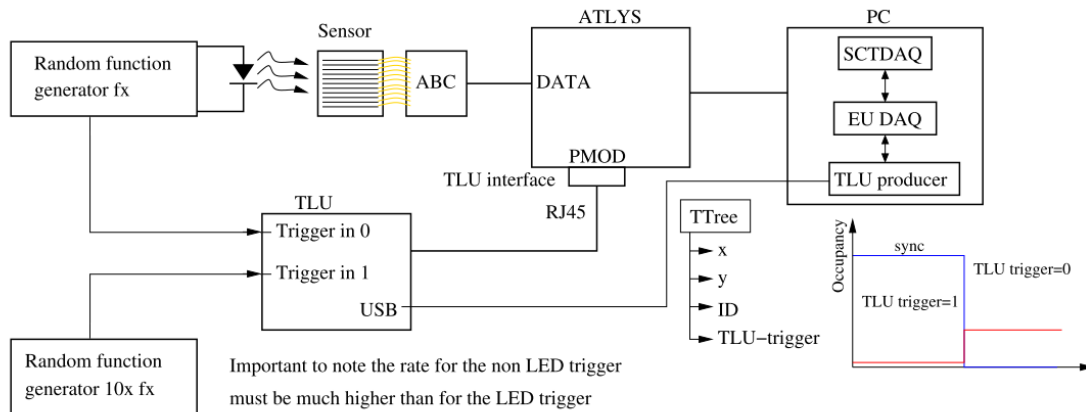 Random function
generator fx
Sensor
ABC
ATLYS
DATA
PMOD
TLU interface
RJ45
PC
SCTDAQ
EU DAQ
TLU producer
TLU
Trigger in 0
Trigger in 1
USB
Random function
generator 10x fx
Important to note the rate for the non LED trigger
must be much higher than for the LED trigger
TTree
x
y
ID
TLU-trigger
Occupancy
sync
TLU trigger=0
TLU trigger=1